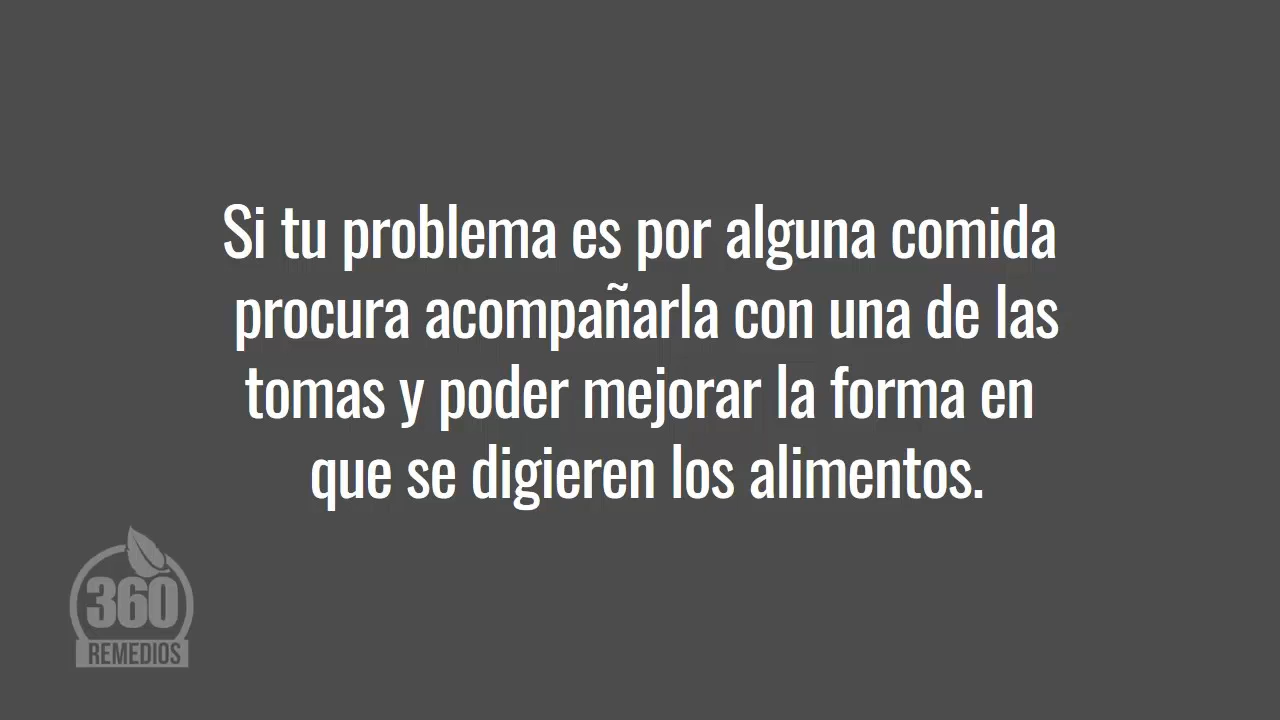 Si tu problema es por alguna comida
procura acompañarla con una de las
tomas y poder mejorar la forma en
que se digieren los alimentos.
360
REMEDIOS